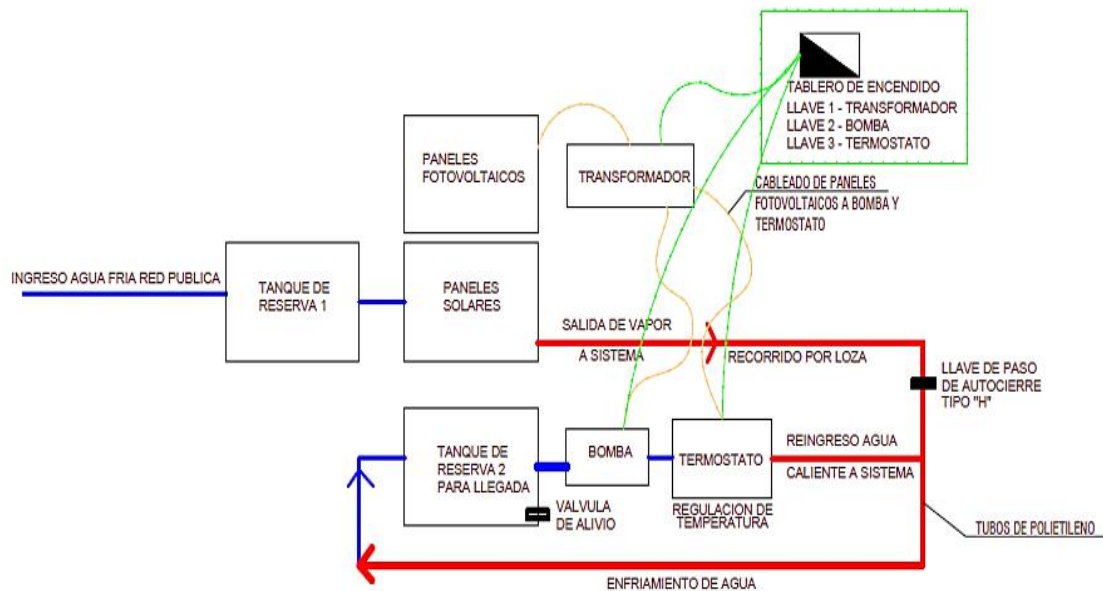 TABLERO DE ENCENDIDO
LLAVE 1 - TRANSFORMADOR
LLAVE 2 - BOMBA
LLAVE 3 - TERMOSTATO
PANELES
FOTOVOLTAICOS
TRANSFORMADOR
CABLEADO DE PANELES
FOTOVOLTAICOS A BOMBA Y
TERMOSTATO
INGRESO AGUA FRIA RED PUBLICA
TANQUE DE
RESERVA 1
PANELES
SOLARES
SALIDA DE VAPOR
A SISTEMA
RECORRIDO POR LOZA
LLAVE DE PASO
DE AUTOCIERRE
TIPO "H"
TANQUE DE
RESERVA 2
PARA LLEGADA
BOMBA
TERMOSTATO
REINGRESO AGUA
CALIENTE A SISTEMA
VALVULA
DE ALIVIO
REGULACION DE
TEMPERATURA
TUBOS DE POLIETILENO
ENFRIAMIENTO DE AGUA